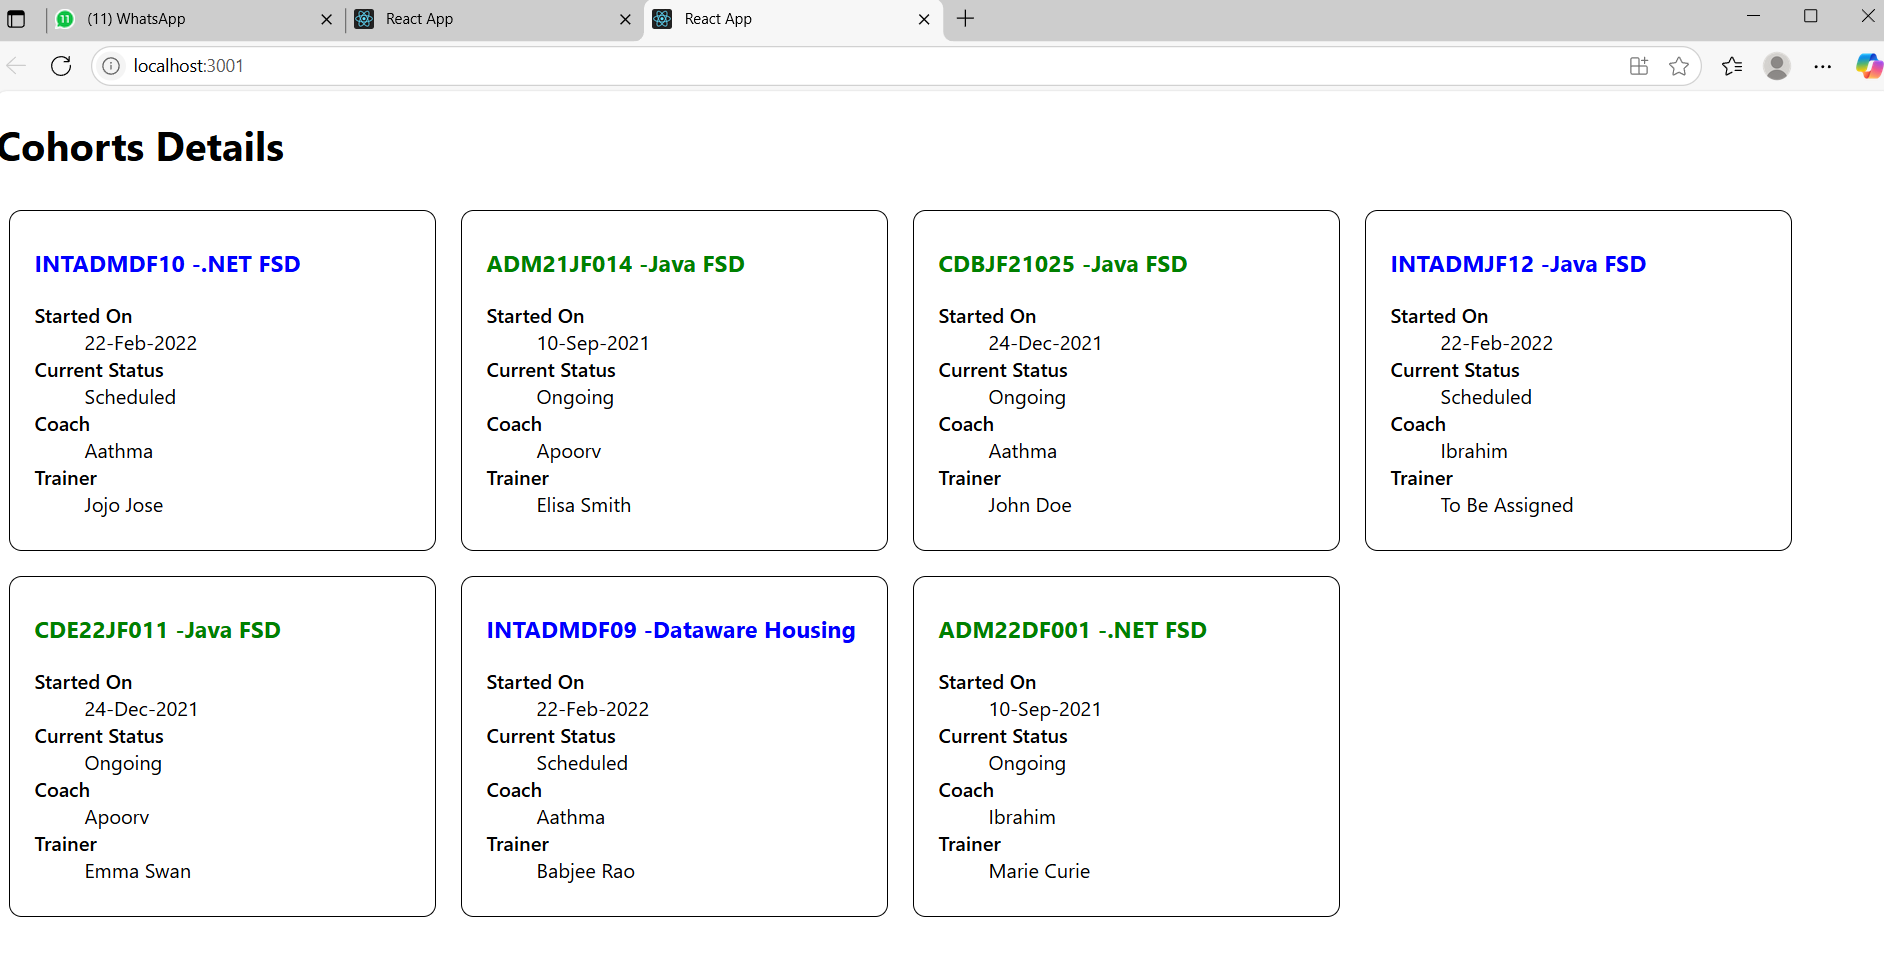 (11) WhatsApp
React App
React App
localhost:3001
Cohorts Details
INTADMDF10 -.NET FSD
Started On
22-Feb-2022
Current Status
Scheduled
Coach
Aathma
Trainer
Jojo Jose
ADM21JF014 -Java FSD
Started On
10-Sep-2021
Current Status
Ongoing
Coach
Apoorv
Trainer
Elisa Smith
CDBJF21025 -Java FSD
Started On
24-Dec-2021
Current Status
Ongoing
Coach
Aathma
Trainer
John Doe
INTADMJF12 -Java FSD
Started On
22-Feb-2022
Current Status
Scheduled
Coach
Ibrahim
Trainer
To Be Assigned
CDE22JF011 -Java FSD
Started On
24-Dec-2021
Current Status
Ongoing
Coach
Apoorv
Trainer
Emma Swan
INTADMDF09 -Dataware Housing
Started On
22-Feb-2022
Current Status
Scheduled
Coach
Aathma
Trainer
Babjee Rao
ADM22DF001 -.NET FSD
Started On
10-Sep-2021
Current Status
Ongoing
Coach
Ibrahim
Trainer
Marie Curie